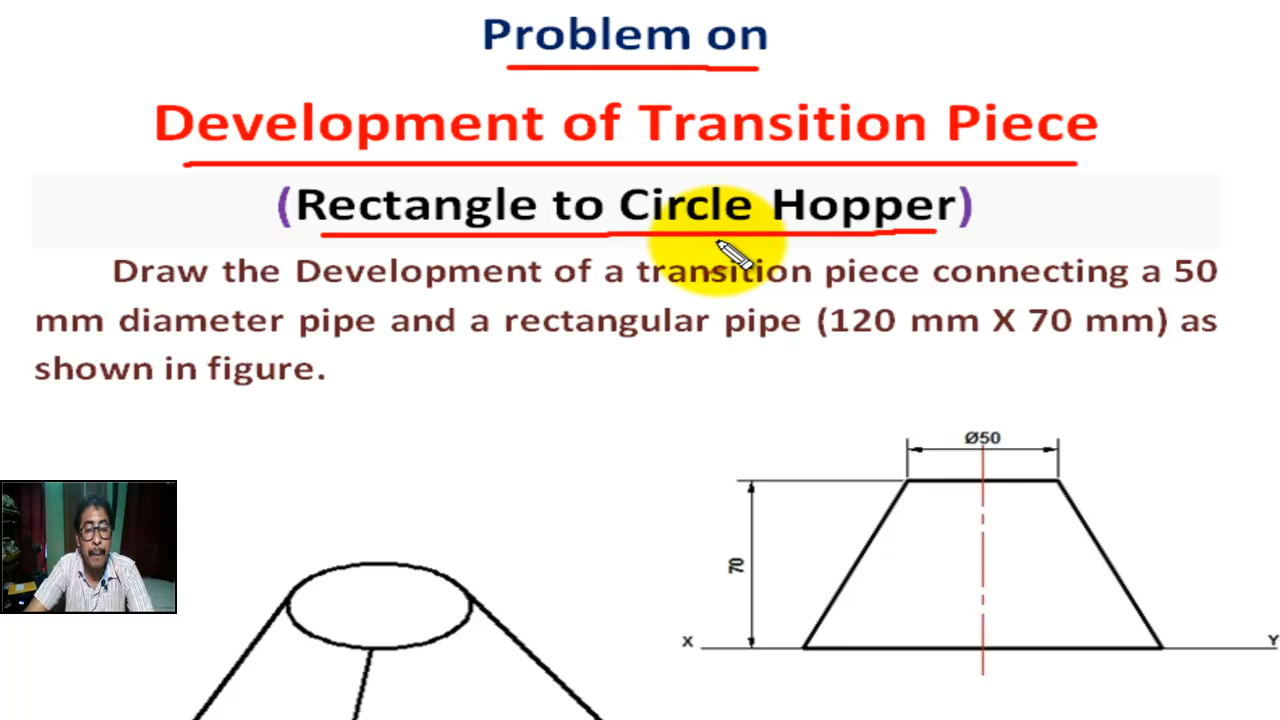 Problem on
Development of Transition Piece
(Rectangle to Circle Hopper)
Draw the Development of a transition piece connecting a 50
mm diameter pipe and a rectangular pipe (120 mm X 70 mm) as
shown in figure.
Ø50
70
X
Y